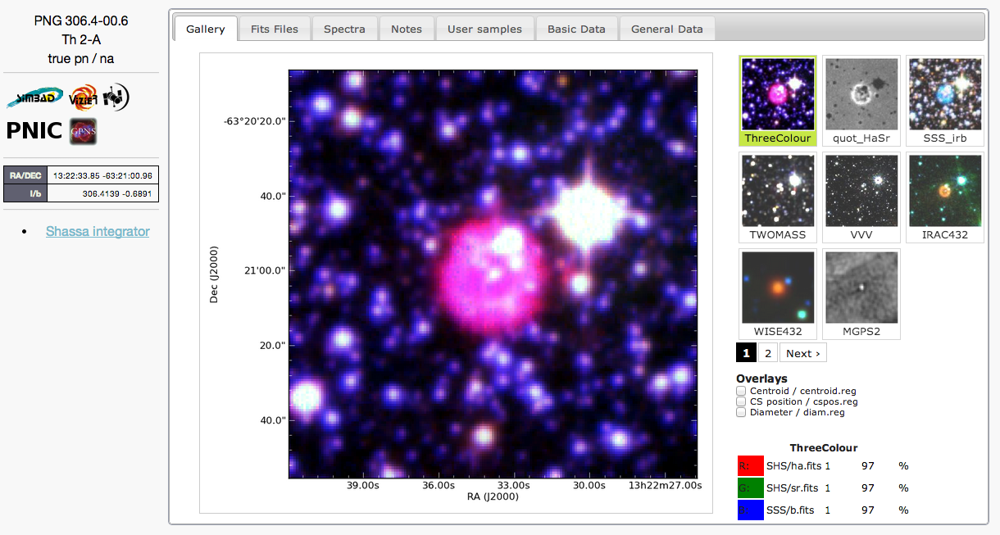 PNG 306.4-00.6
Th 2-A
true pn / na
SIMBAD
VizieR
PNIC
GPNS
RA/DEC 13:22:33.85 -63:21:00.96
l/b 306.4139 -0.6891
• Shassa integrator
Gallery
Fits Files
Spectra
Notes
User samples
Basic Data
General Data
-63°20'20.0"
40.0"
21'00.0"
20.0"
40.0"
Dec (J2000)
39.00s 36.00s 33.00s 30.00s 13h22m27.00s
RA (J2000)
ThreeColour quot_HaSr SSS_irb
TWOMASS VVV IRAC432
WISE432 MGPS2
1 2 Next ›
Overlays
Centroid / centroid.reg
CS position / cspos.reg
Diameter / diam.reg
ThreeColour
R: SHS/ha.fits 1 97 %
G: SHS/sr.fits 1 97 %
B: SSS/b.fits 1 97 %